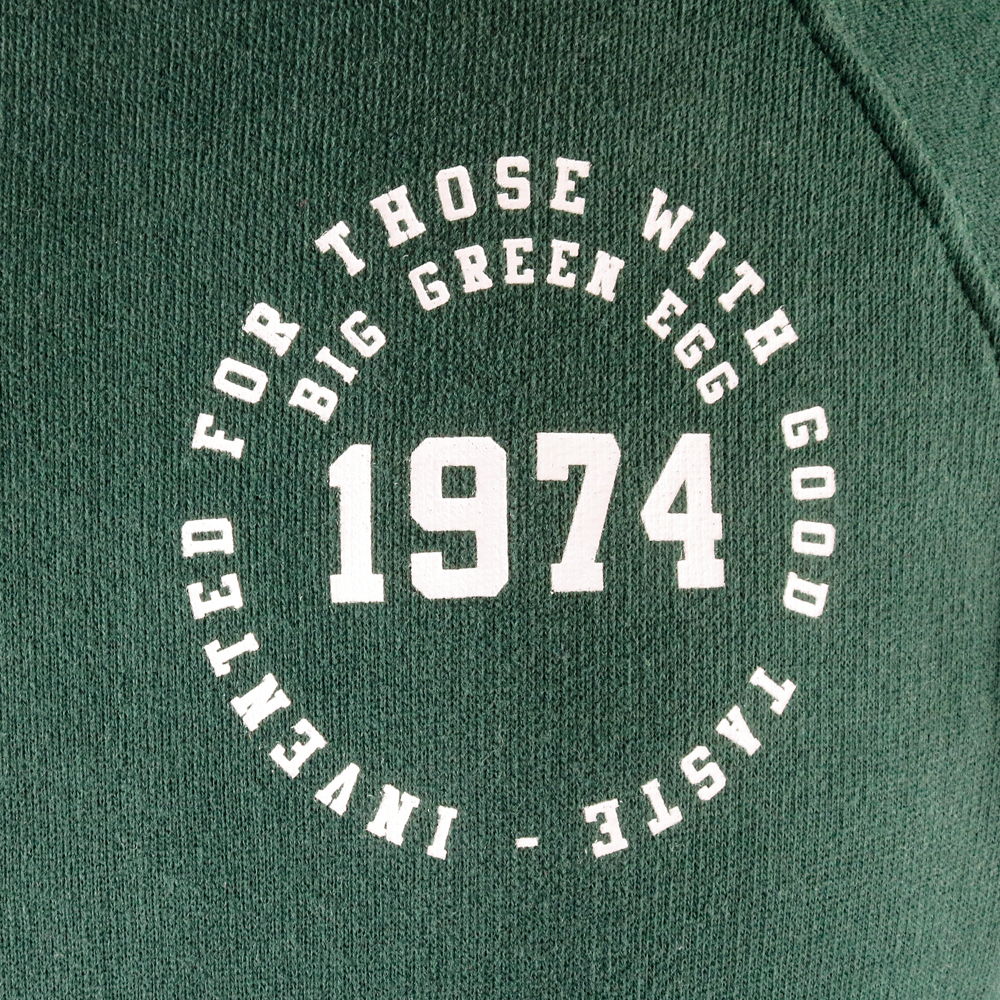 INVENTED FOR THOSE WITH GOOD TASTE -
BIG GREEN EGG
1974